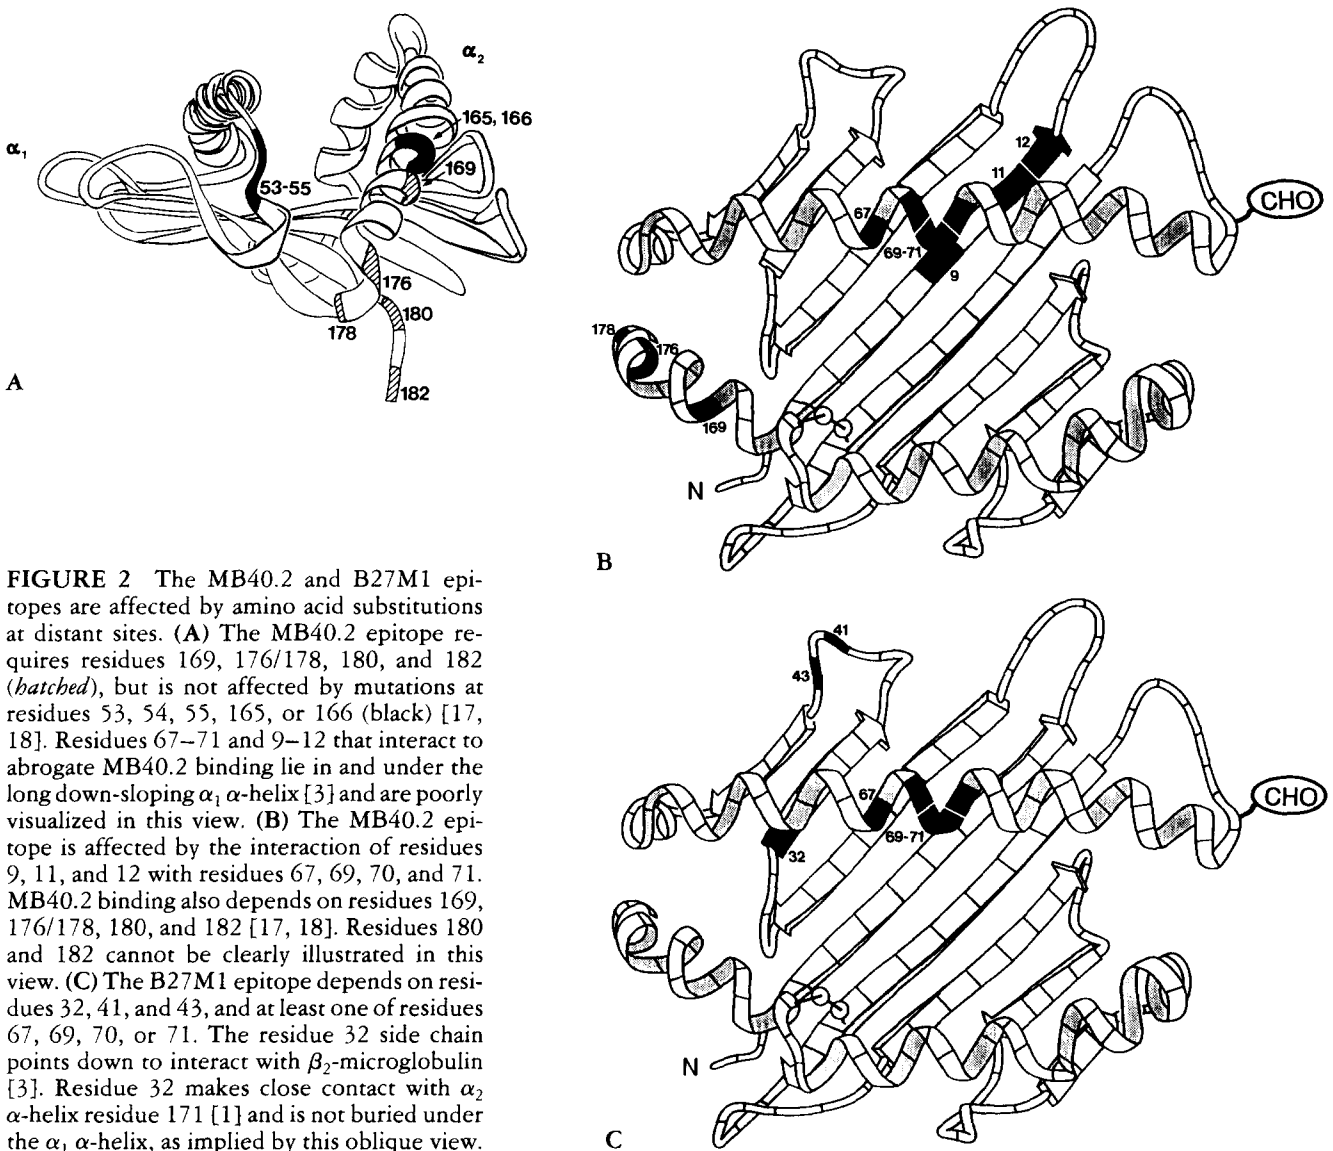 α₁
α₂
165, 166
169
53-55
176
180
178
182
A
12
11
67
69-71
9
CHO
178
176
169
N
B
41
43
67
69-71
32
CHO
N
C
FIGURE 2 The MB40.2 and B27M1 epi-
topes are affected by amino acid substitutions
at distant sites. (A) The MB40.2 epitope re-
quires residues 169, 176/178, 180, and 182
(hatched), but is not affected by mutations at
residues 53, 54, 55, 165, or 166 (black) [17,
18]. Residues 67–71 and 9–12 that interact to
abrogate MB40.2 binding lie in and under the
long down-sloping α₁ α-helix [3] and are poorly
visualized in this view. (B) The MB40.2 epi-
tope is affected by the interaction of residues
9, 11, and 12 with residues 67, 69, 70, and 71.
MB40.2 binding also depends on residues 169,
176/178, 180, and 182 [17, 18]. Residues 180
and 182 cannot be clearly illustrated in this
view. (C) The B27M1 epitope depends on resi-
dues 32, 41, and 43, and at least one of residues
67, 69, 70, or 71. The residue 32 side chain
points down to interact with β₂-microglobulin
[3]. Residue 32 makes close contact with α₂
α-helix residue 171 [1] and is not buried under
the α₁ α-helix, as implied by this oblique view.